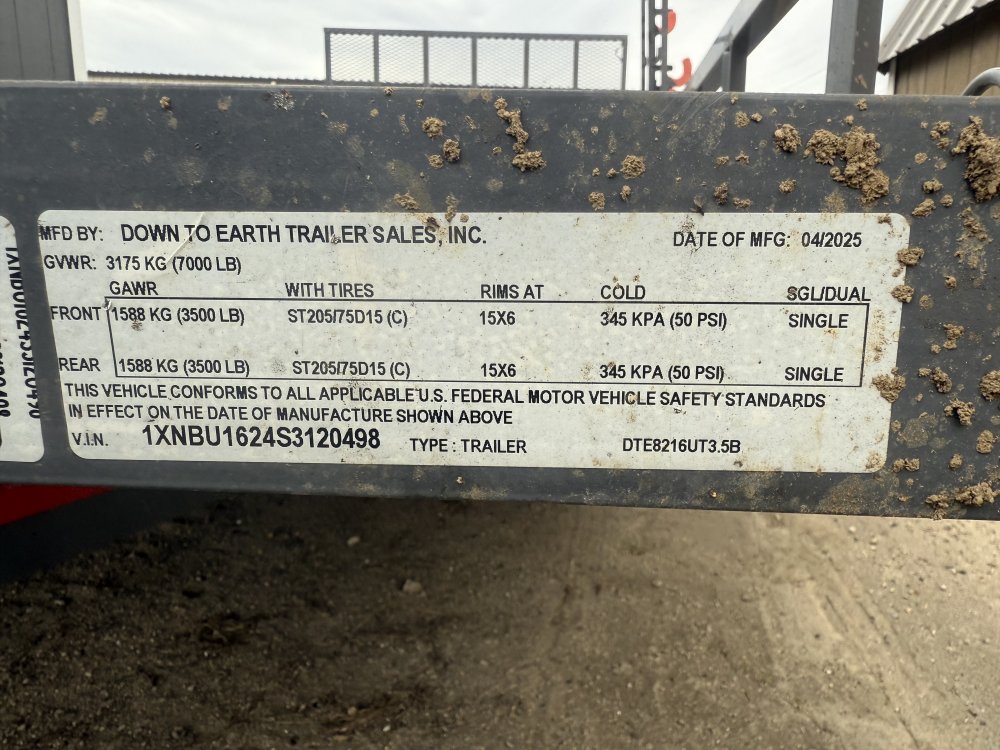 MFD BY: DOWN TO EARTH TRAILER SALES, INC. DATE OF MFG: 04/2025
GVWR: 3175 KG (7000 LB)
GAWR WITH TIRES RIMS AT COLD SGL/DUAL
FRONT 1588 KG (3500 LB) ST205/75D15 (C) 15X6 345 KPA (50 PSI) SINGLE
REAR 1588 KG (3500 LB) ST205/75D15 (C) 15X6 345 KPA (50 PSI) SINGLE
THIS VEHICLE CONFORMS TO ALL APPLICABLE U.S. FEDERAL MOTOR VEHICLE SAFETY STANDARDS
IN EFFECT ON THE DATE OF MANUFACTURE SHOWN ABOVE
V.I.N. 1XNBU1624S3120498 TYPE : TRAILER DTE8216UT3.5B